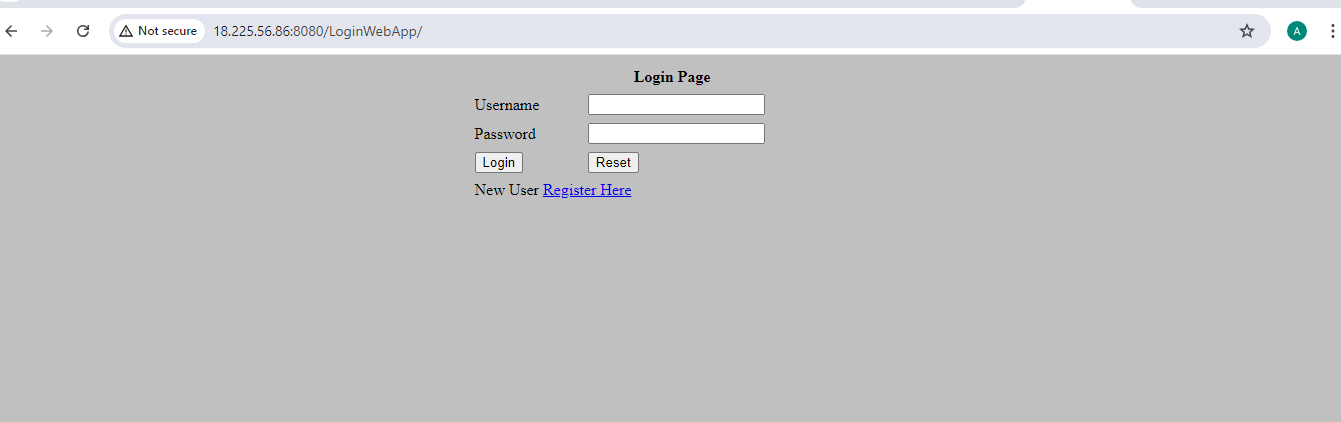 Not secure 18.225.56.86:8080/LoginWebApp/ A
Login Page
Username
Password
Login Reset
New User Register Here